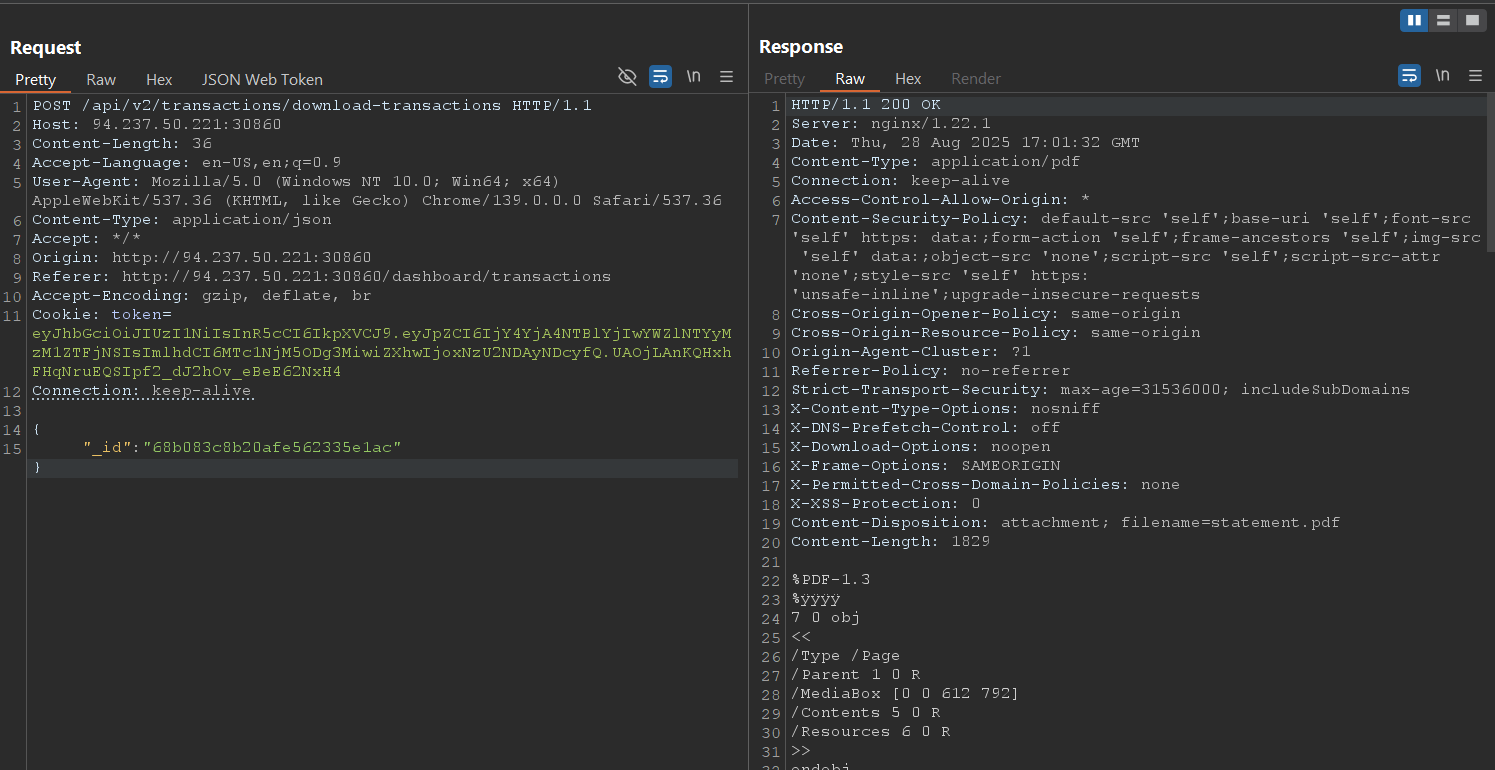 Request
Pretty Raw Hex JSON Web Token \n
1 POST /api/v2/transactions/download-transactions HTTP/1.1
2 Host: 94.237.50.221:30860
3 Content-Length: 36
4 Accept-Language: en-US,en;q=0.9
5 User-Agent: Mozilla/5.0 (Windows NT 10.0; Win64; x64)
AppleWebKit/537.36 (KHTML, like Gecko) Chrome/139.0.0.0 Safari/537.36
6 Content-Type: application/json
7 Accept: */*
8 Origin: http://94.237.50.221:30860
9 Referer: http://94.237.50.221:30860/dashboard/transactions
10 Accept-Encoding: gzip, deflate, br
11 Cookie: token=
eyJhbGciOiJIUzI1NiIsInR5cCI6IkpXVCJ9.eyJpZCI6IjY4YjA4NTBlYjIwYWZlNTYyM
zM1ZTFjNSIsImlhdCI6MTc1NjM5ODg3MiwiZXhwIjoxNzU2NDAyNDcyfQ.UAOjLAnKQHxh
FHqNruEQSIpf2_dJ2hOv_eBeE62NxH4
12 Connection: keep-alive
13
14 {
15 "_id":"68b083c8b20afe562335e1ac"
}
Response
Pretty Raw Hex Render \n
1 HTTP/1.1 200 OK
2 Server: nginx/1.22.1
3 Date: Thu, 28 Aug 2025 17:01:32 GMT
4 Content-Type: application/pdf
5 Connection: keep-alive
6 Access-Control-Allow-Origin: *
7 Content-Security-Policy: default-src 'self';base-uri 'self';font-src
'self' https: data:;form-action 'self';frame-ancestors 'self';img-src
'self' data:;object-src 'none';script-src 'self';script-src-attr
'none';style-src 'self' https:
'unsafe-inline';upgrade-insecure-requests
8 Cross-Origin-Opener-Policy: same-origin
9 Cross-Origin-Resource-Policy: same-origin
10 Origin-Agent-Cluster: ?1
11 Referrer-Policy: no-referrer
12 Strict-Transport-Security: max-age=31536000; includeSubDomains
13 X-Content-Type-Options: nosniff
14 X-DNS-Prefetch-Control: off
15 X-Download-Options: noopen
16 X-Frame-Options: SAMEORIGIN
17 X-Permitted-Cross-Domain-Policies: none
18 X-XSS-Protection: 0
19 Content-Disposition: attachment; filename=statement.pdf
20 Content-Length: 1829
21
22 %PDF-1.3
23 %ÿÿÿÿ
24 7 0 obj
25 <<
26 /Type /Page
27 /Parent 1 0 R
28 /MediaBox [0 0 612 792]
29 /Contents 5 0 R
30 /Resources 6 0 R
31 >>
32 endobj